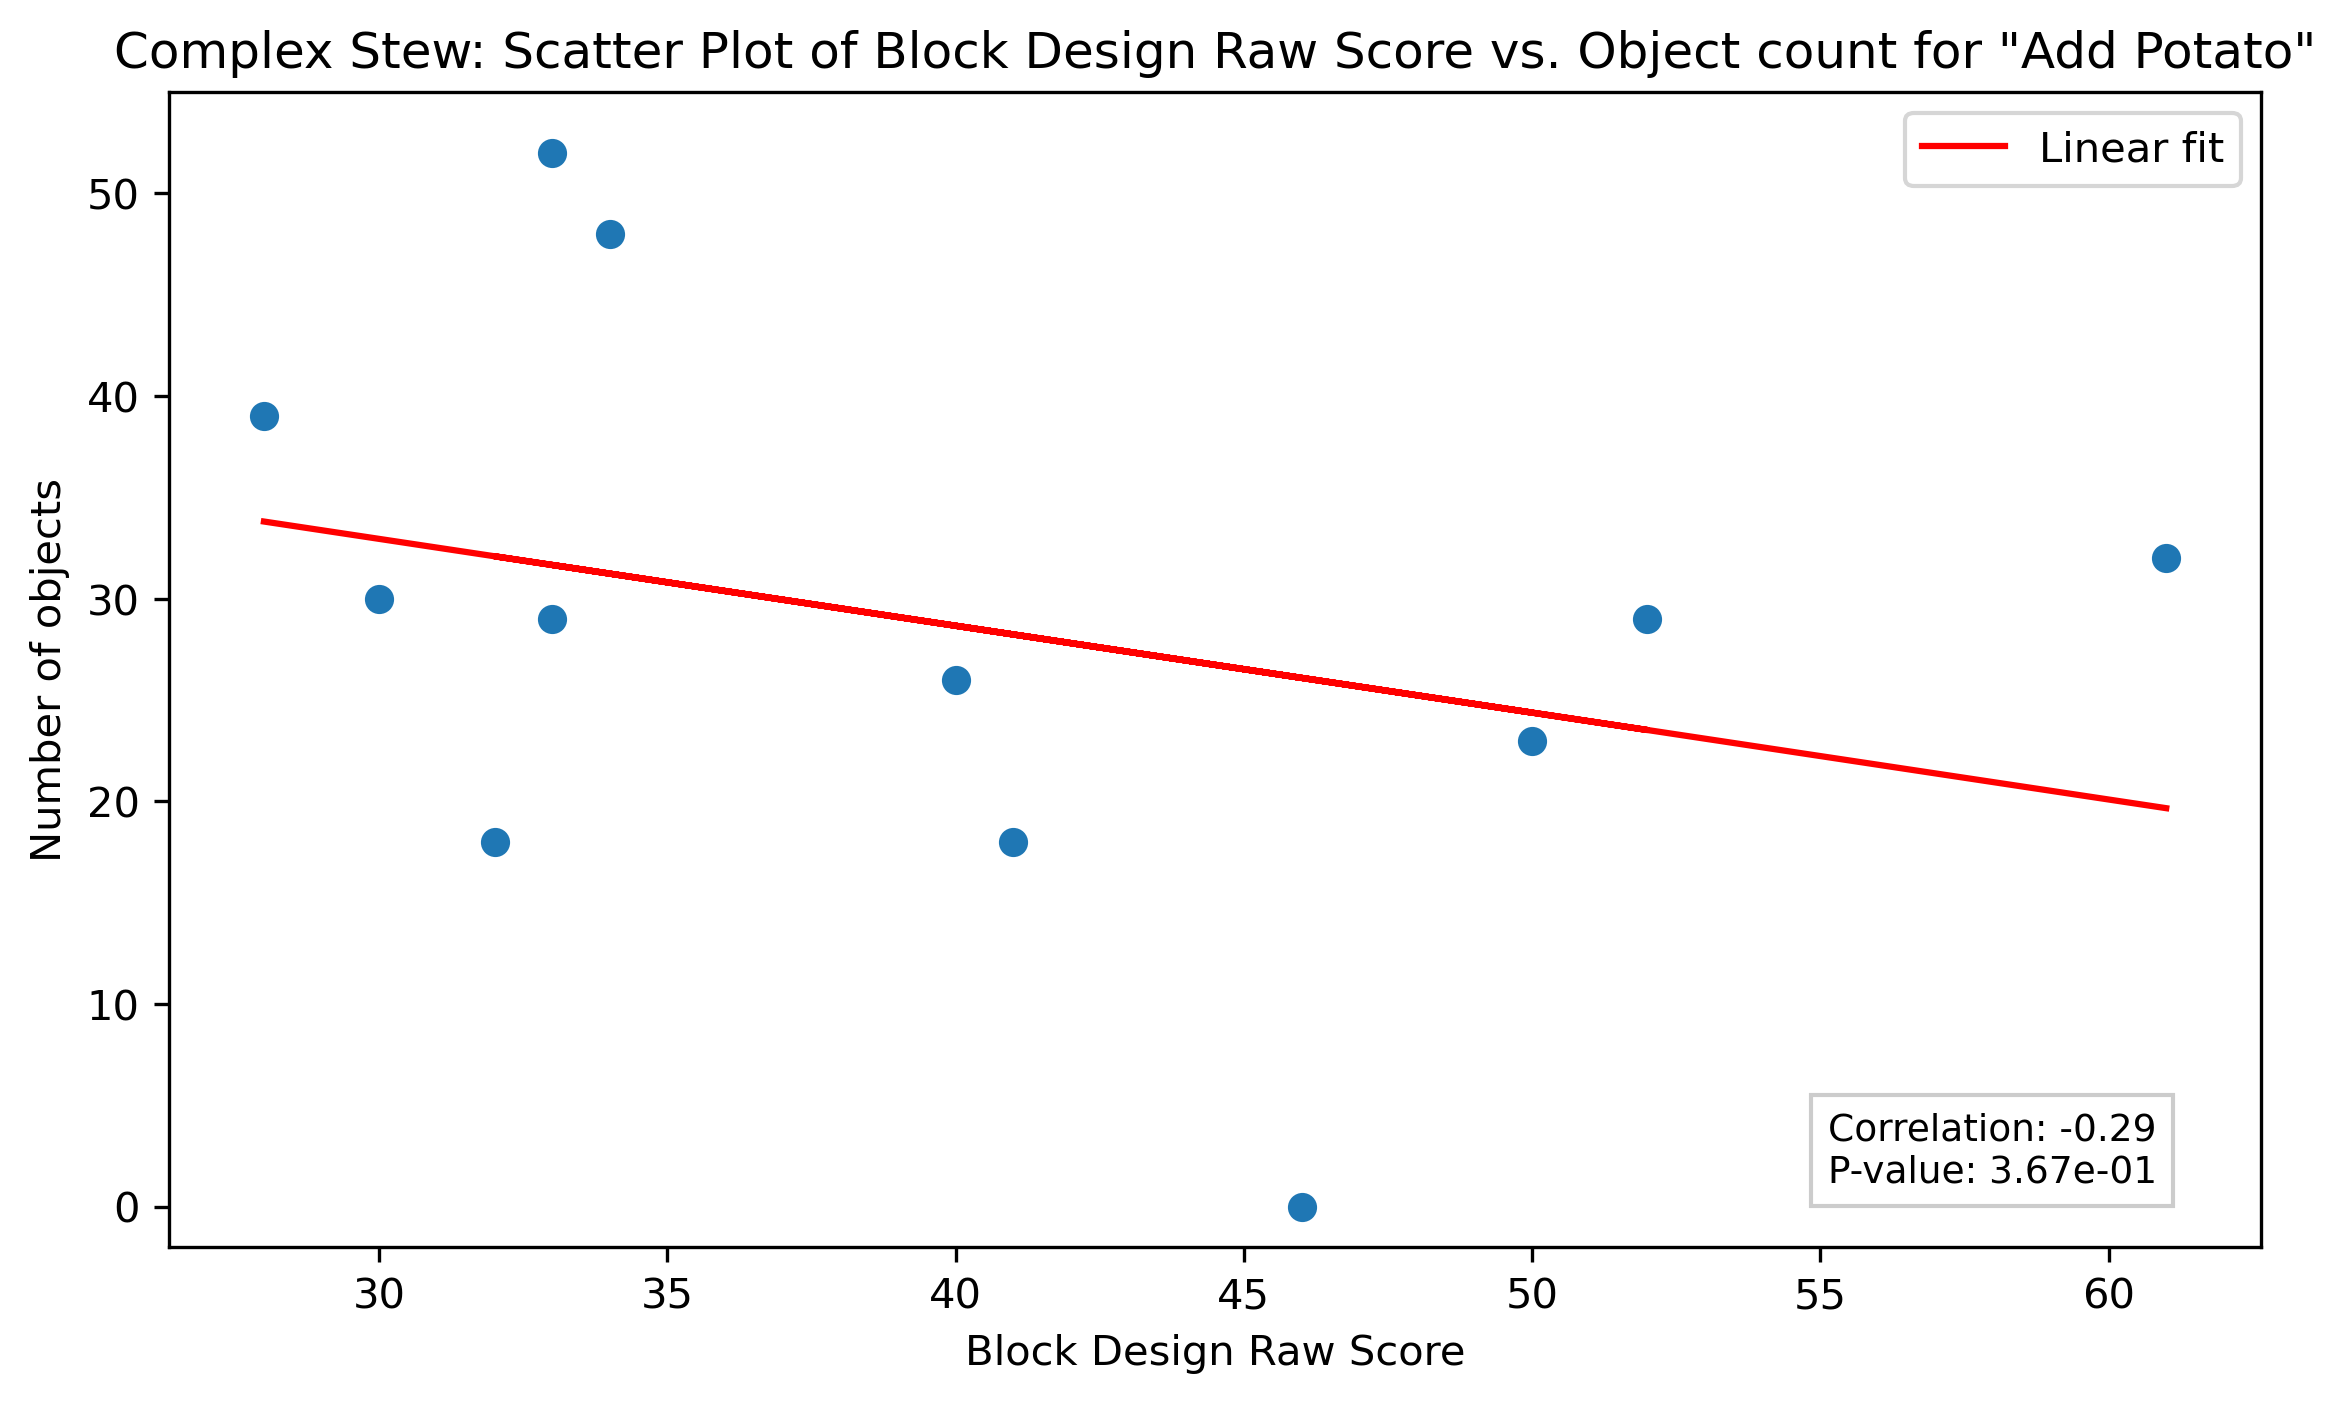 Complex Stew: Scatter Plot of Block Design Raw Score vs. Object count for "Add Potato"
Linear fit
50
40
30
20
10
0
Number of objects
Correlation: -0.29
P-value: 3.67e-01
30 35 40 45 50 55 60
Block Design Raw Score